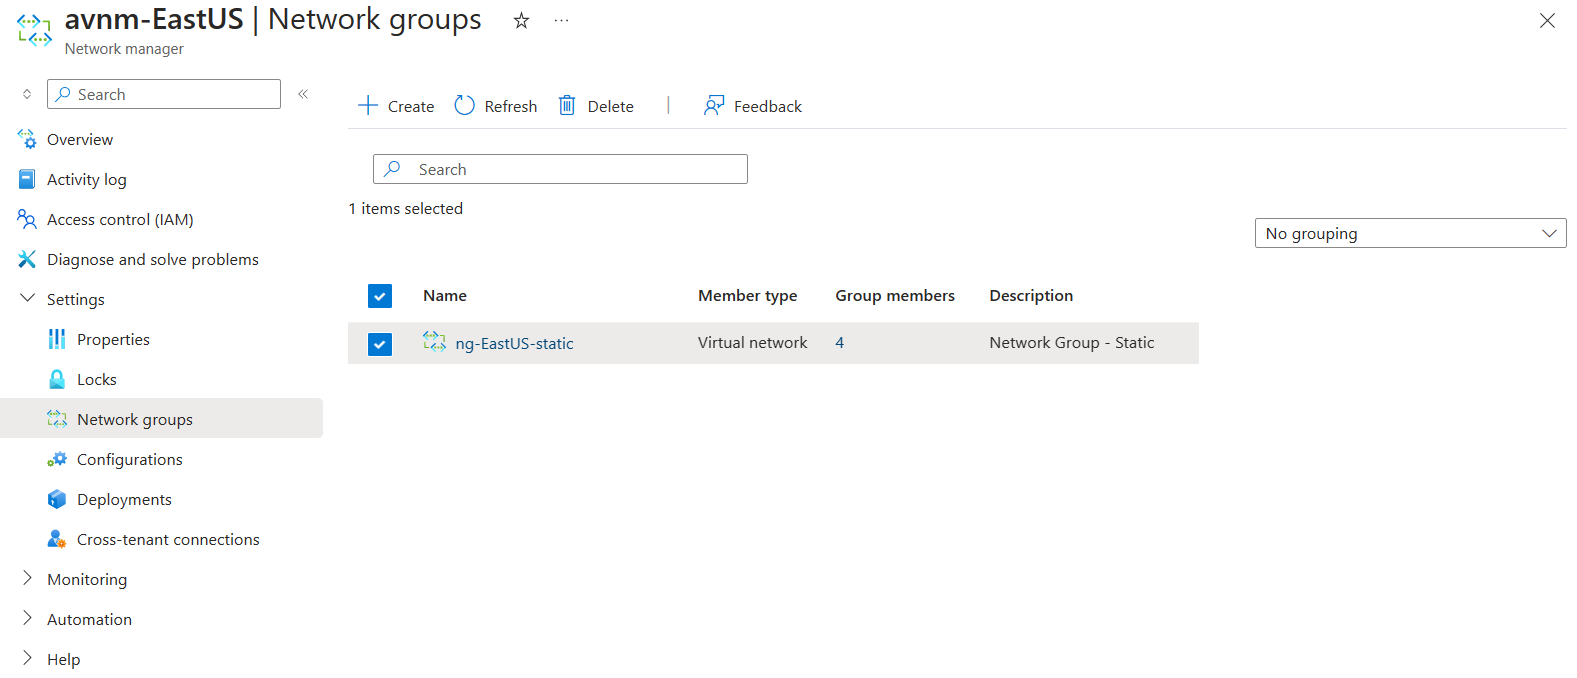 avnm-EastUS | Network groups
Network manager
Search
Overview
Activity log
Access control (IAM)
Diagnose and solve problems
Settings
Properties
Locks
Network groups
Configurations
Deployments
Cross-tenant connections
Monitoring
Automation
Help
Create Refresh Delete | Feedback
Search
1 items selected
No grouping
Name Member type Group members Description
ng-EastUS-static Virtual network 4 Network Group - Static